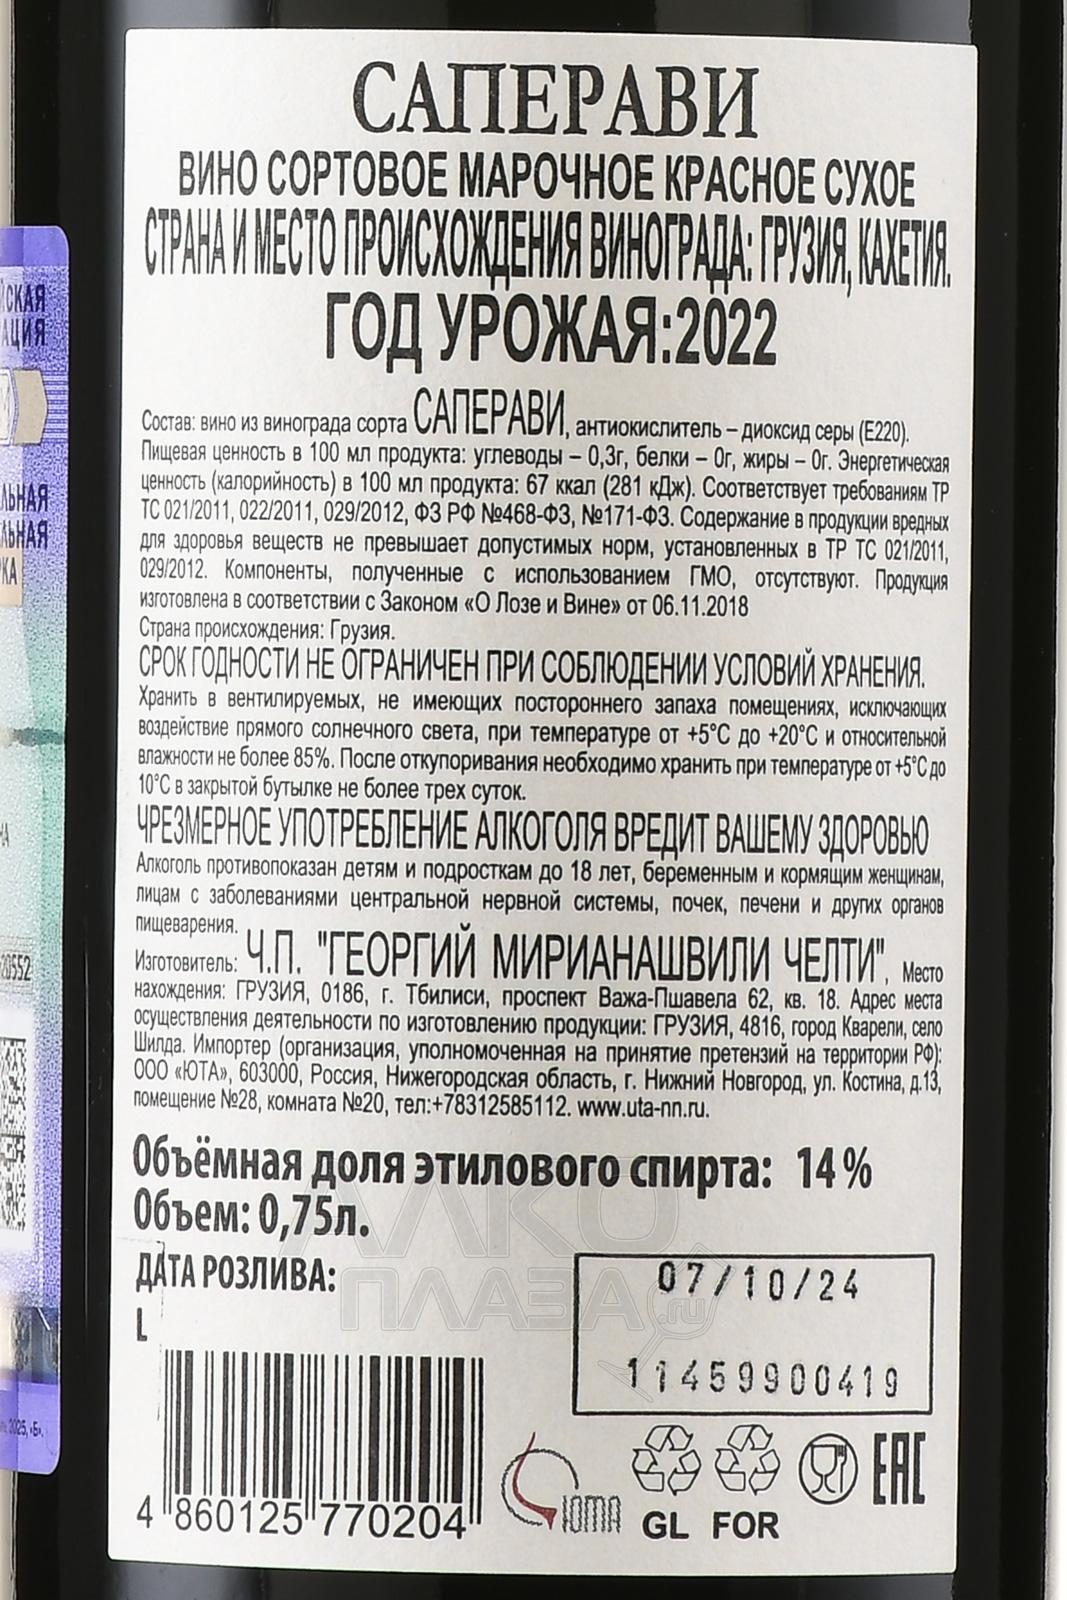 САПЕРАВИ
ВИНО СОРТОВОЕ МАРОЧНОЕ КРАСНОЕ СУХОЕ
СТРАНА И МЕСТО ПРОИСХОЖДЕНИЯ ВИНОГРАДА: ГРУЗИЯ, КАХЕТИЯ.
ГОД УРОЖАЯ:2022
Состав: вино из винограда сорта САПЕРАВИ, антиокислитель – диоксид серы (Е220).
Пищевая ценность в 100 мл продукта: углеводы – 0,3г, белки – 0г, жиры – 0г. Энергетическая
ценность (калорийность) в 100 мл продукта: 67 ккал (281 кДж). Соответствует требованиям ТР
ТС 021/2011, 022/2011, 029/2012, ФЗ РФ №468-ФЗ, №171-ФЗ. Содержание в продукции вредных
для здоровья веществ не превышает допустимых норм, установленных в ТР ТС 021/2011,
029/2012. Компоненты, полученные с использованием ГМО, отсутствуют. Продукция
изготовлена в соответствии с Законом «О Лозе и Вине» от 06.11.2018
Страна происхождения: Грузия.
СРОК ГОДНОСТИ НЕ ОГРАНИЧЕН ПРИ СОБЛЮДЕНИИ УСЛОВИЙ ХРАНЕНИЯ.
Хранить в вентилируемых, не имеющих постороннего запаха помещениях, исключающих
воздействие прямого солнечного света, при температуре от +5°С до +20°С и относительной
влажности не более 85%. После откупоривания необходимо хранить при температуре от +5°С до
10°С в закрытой бутылке не более трех суток.
ЧРЕЗМЕРНОЕ УПОТРЕБЛЕНИЕ АЛКОГОЛЯ ВРЕДИТ ВАШЕМУ ЗДОРОВЬЮ
Алкоголь противопоказан детям и подросткам до 18 лет, беременным и кормящим женщинам,
лицам с заболеваниями центральной нервной системы, почек, печени и других органов
пищеварения.
Изготовитель: Ч.П. "ГЕОРГИЙ МИРИАНАШВИЛИ ЧЕЛТИ", Место
нахождения: ГРУЗИЯ, 0186, г. Тбилиси, проспект Важа-Пшавела 62, кв. 18. Адрес места
осуществления деятельности по изготовлению продукции: ГРУЗИЯ, 4816, город Кварели, село
Шилда. Импортер (организация, уполномоченная на принятие претензий на территории РФ):
ООО «ЮТА», 603000, Россия, Нижегородская область, г. Нижний Новгород, ул. Костина, д.13,
помещение №28, комната №20, тел:+78312585112. www.uta-nn.ru.
Объёмная доля этилового спирта: 14%
Объем: 0,75л.
ДАТА РОЗЛИВА:
L
07/10/24
11459900419
4 860125 770204
ЮТА
GL FOR
EAC
АЛКО
ПЛАЗА.ru
СКАЯ
АЦИЯ
ЛЬНАЯ
ЛЬНАЯ
РКА
20552
2025, «Б».